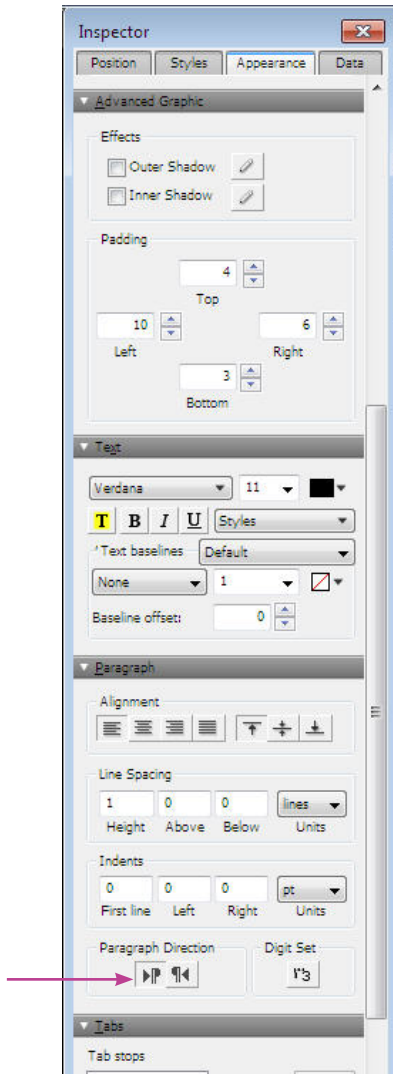 Inspector
Position Styles Appearance Data
Advanced Graphic
Effects
Outer Shadow
Inner Shadow
Padding
4
Top
10 6
Left Right
3
Bottom
Text
Verdana 11
T B I U Styles
Text baselines Default
None 1
Baseline offset: 0
Paragraph
Alignment
Line Spacing
1 0 0 lines
Height Above Below Units
Indents
0 0 0 pt
First line Left Right Units
Paragraph Direction Digit Set
Tabs
Tab stops